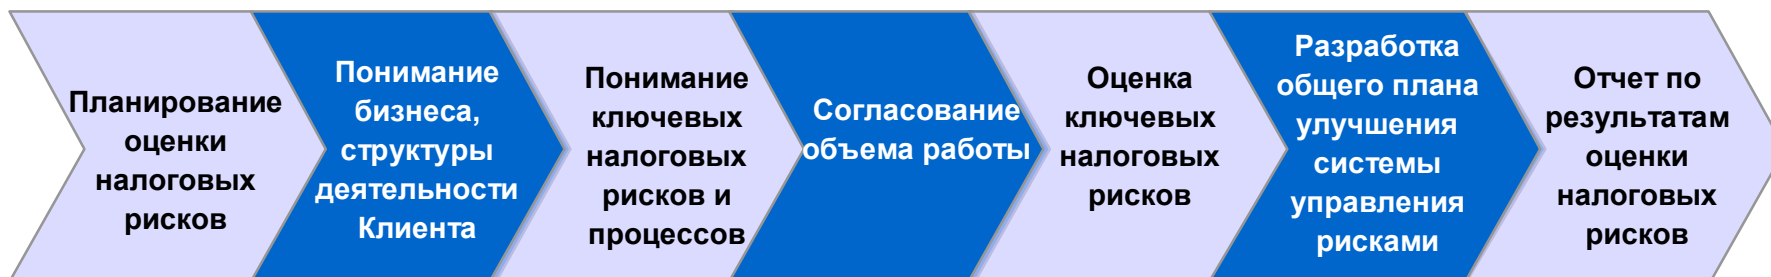 Планирование
оценки
налоговых
рисков
Понимание
бизнеса,
структуры
деятельности
Клиента
Понимание
ключевых
налоговых
рисков и
процессов
Согласование
объема работы
Оценка
ключевых
налоговых
рисков
Разработка
общего плана
улучшения
системы
управления
рисками
Отчет по
результатам
оценки
налоговых
рисков